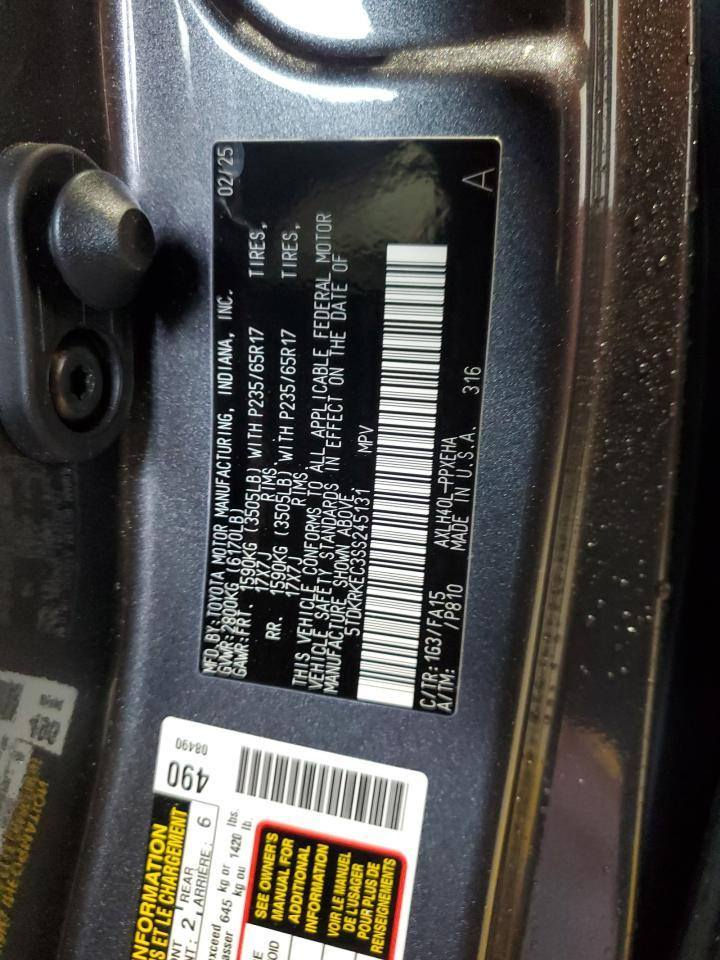 MFD.BY:TOYOTA MOTOR MANUFACTURING, INDIANA, INC. 02/25
GVWR:2800KG (6170LB)
GAWR:FRT. 1590KG (3505LB) WITH P235/65R17 TIRES,
17X7J RIMS
RR. 1590KG (3505LB) WITH P235/65R17 TIRES,
17X7J RIMS.
THIS VEHICLE CONFORMS TO ALL APPLICABLE FEDERAL MOTOR
VEHICLE SAFETY STANDARDS IN EFFECT ON THE DATE OF
MANUFACTURE SHOWN ABOVE.
5TDKRKEC3SS245131 MPV
C/TR: 1G3/FA15 AXLH40L-PPXEHA 316
A/TM: /P810 MADE IN U.S.A. A
490
08490
INFORMATION
ET LE CHARGEMENT
2 REAR
ARRIÈRE: 6
exceed 645 kg or 1420 lbs.
kg ou lb.
SEE OWNER'S
MANUAL FOR
ADDITIONAL
INFORMATION
VOIR LE MANUEL
DE L'USAGER
POUR PLUS DE
RENSEIGNEMENTS